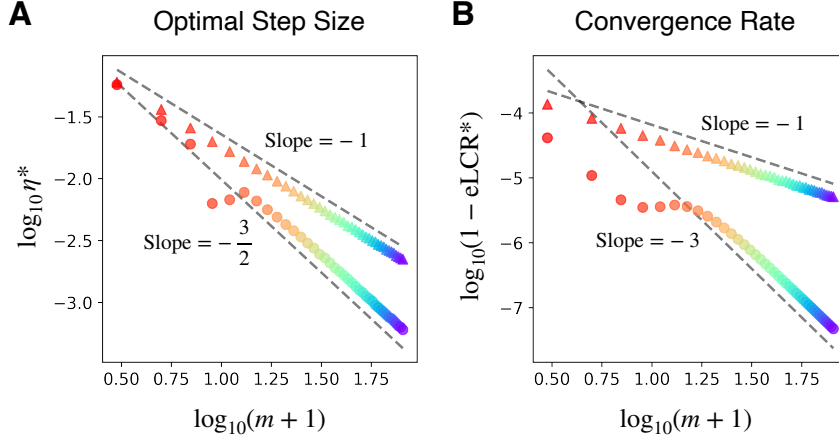 A Optimal Step Size
log₁₀ η*
−1.5
−2.0
−2.5
−3.0
Slope = − 1
Slope = − 3/2
0.50 0.75 1.00 1.25 1.50 1.75
log₁₀(m + 1)
B Convergence Rate
log₁₀(1 − eLCR*)
−4
−5
−6
−7
Slope = − 1
Slope = − 3
0.50 0.75 1.00 1.25 1.50 1.75
log₁₀(m + 1)